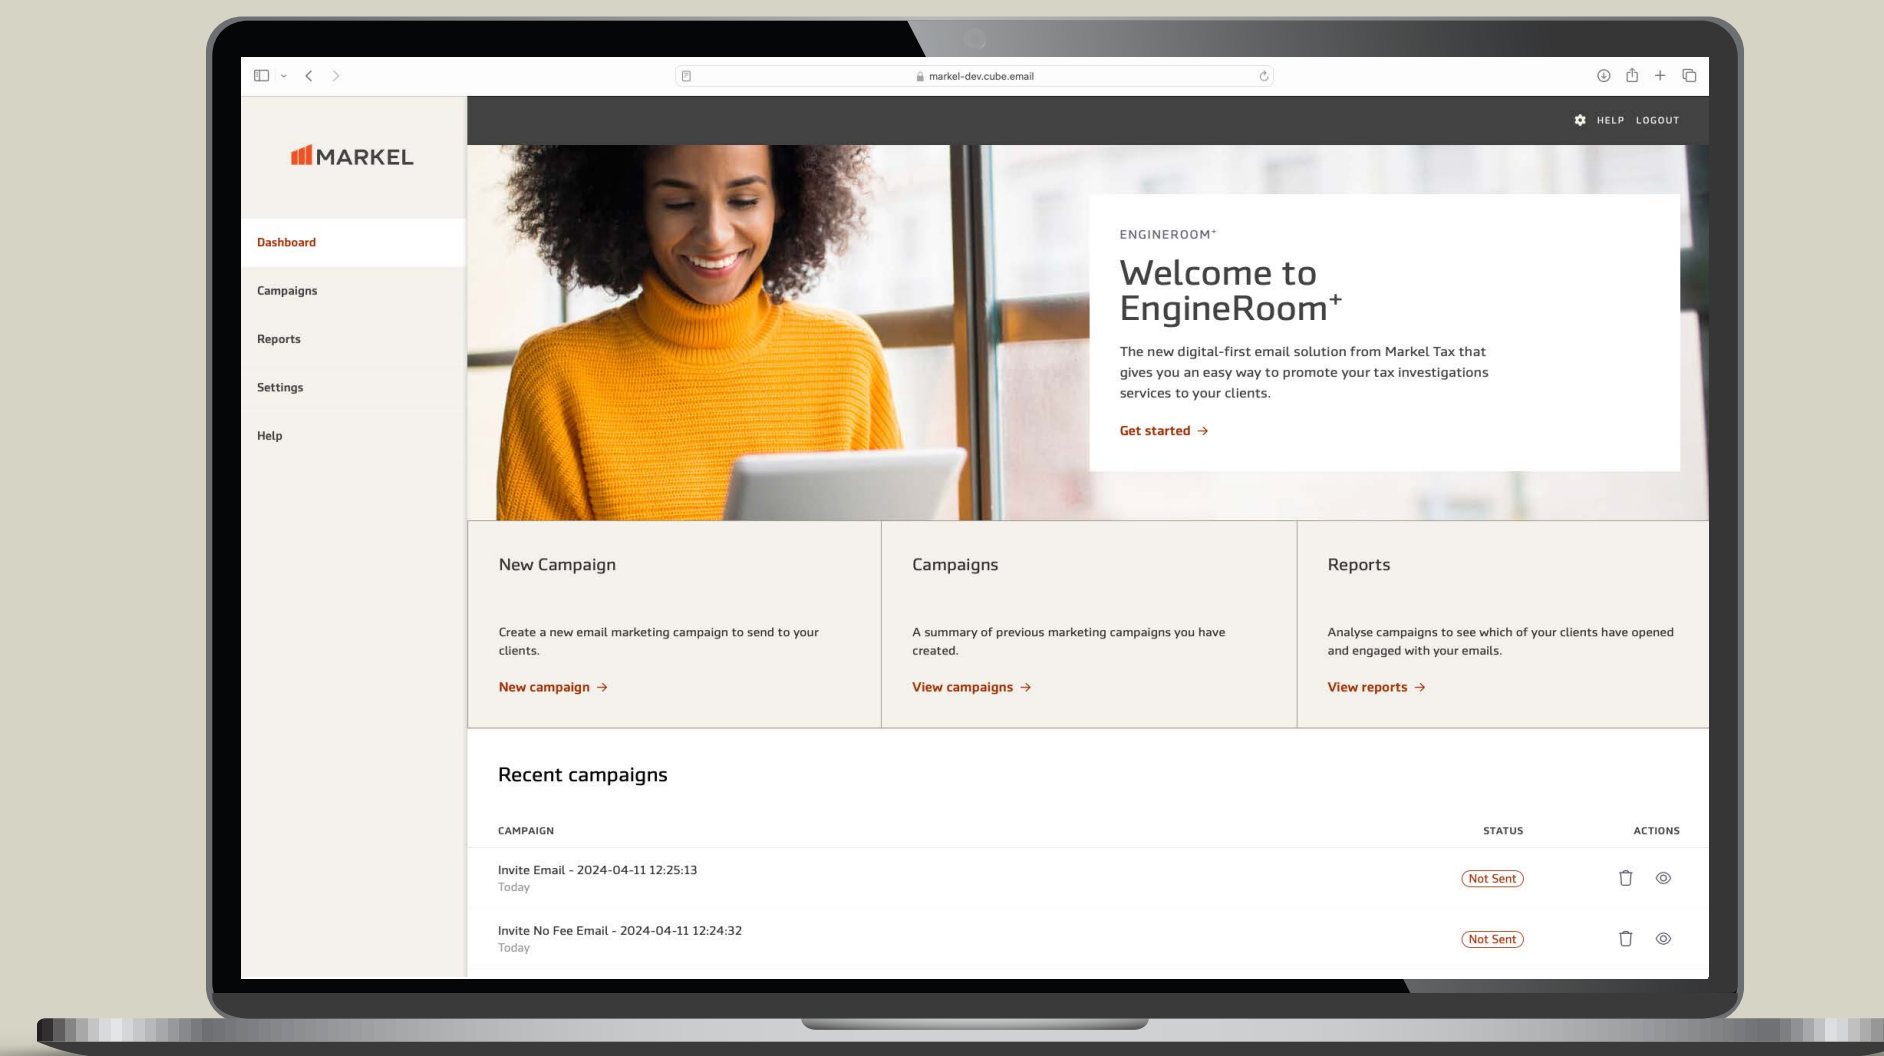 markel-dev.cube.email
HELP LOGOUT
MARKEL
Dashboard
Campaigns
Reports
Settings
Help
ENGINEROOM+
Welcome to
EngineRoom+
The new digital-first email solution from Markel Tax that
gives you an easy way to promote your tax investigations
services to your clients.
Get started →
New Campaign
Create a new email marketing campaign to send to your
clients.
New campaign →
Campaigns
A summary of previous marketing campaigns you have
created.
View campaigns →
Reports
Analyse campaigns to see which of your clients have opened
and engaged with your emails.
View reports →
Recent campaigns
CAMPAIGN STATUS ACTIONS
Invite Email - 2024-04-11 12:25:13 Not Sent
Today
Invite No Fee Email - 2024-04-11 12:24:32 Not Sent
Today